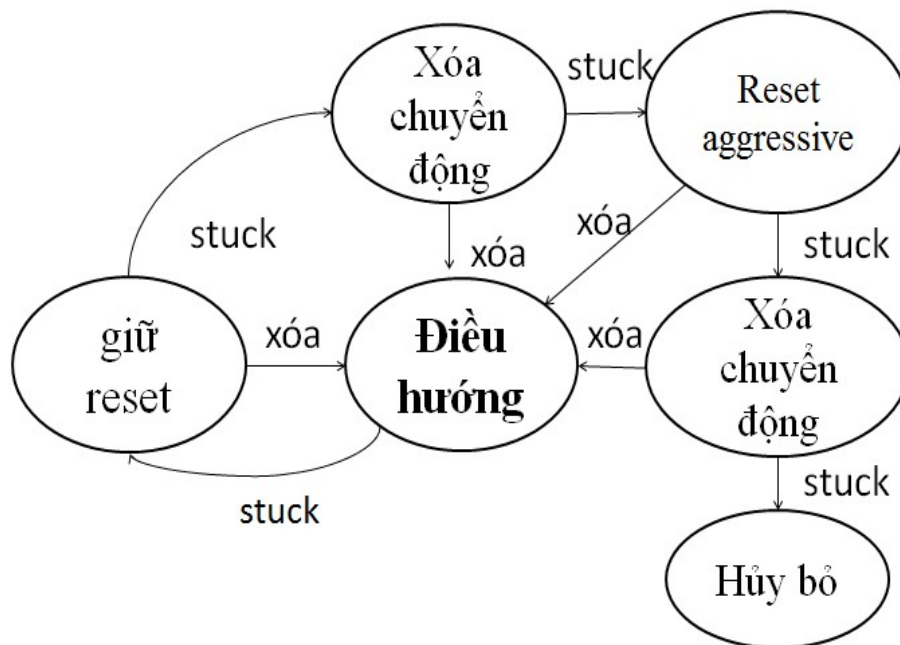 Xóa
chuyển
động
stuck
Reset
aggressive
stuck
xóa
xóa
stuck
giữ
reset
xóa
Điều
hướng
xóa
Xóa
chuyển
động
stuck
stuck
Hủy bỏ